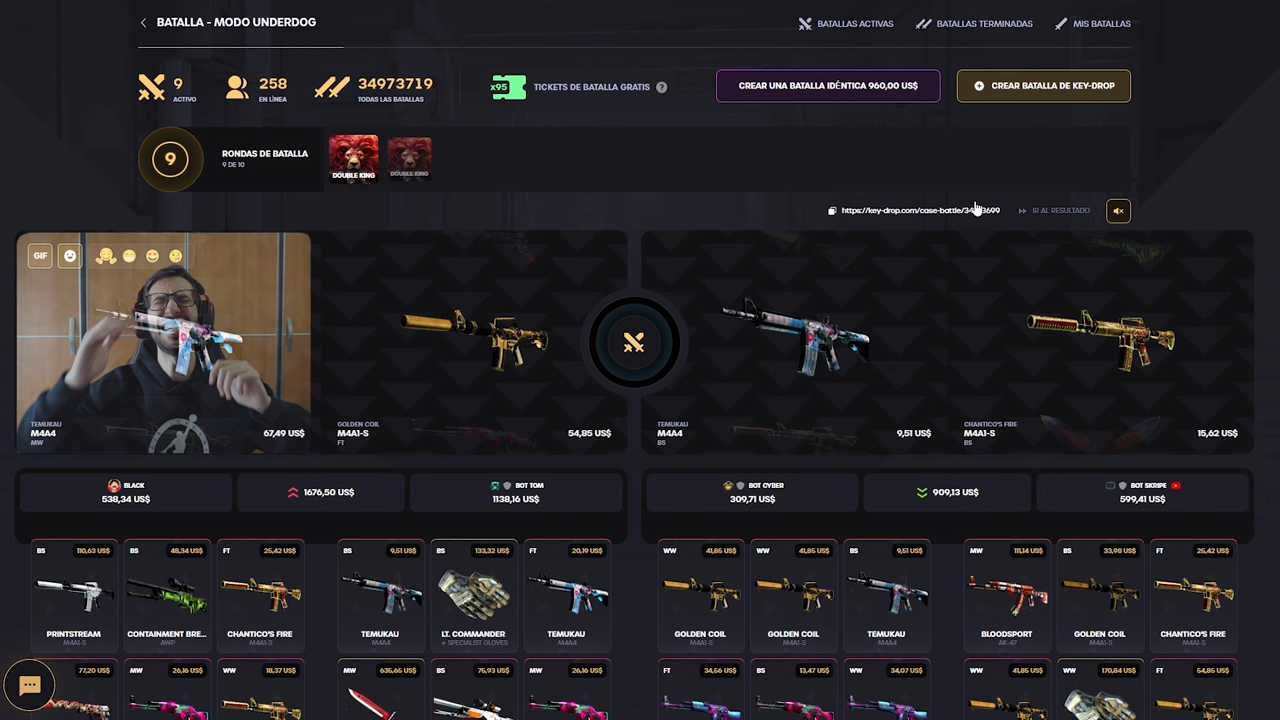 BATALLA - MODO UNDERDOG
BATALLAS ACTIVAS
BATALLAS TERMINADAS
MIS BATALLAS
9
ACTIVO
258
EN LÍNEA
34973719
TODAS LAS BATALLAS
x95
TICKETS DE BATALLA GRATIS
?
CREAR UNA BATALLA IDÉNTICA 960,00 US$
CREAR BATALLA DE KEY-DROP
9
RONDAS DE BATALLA
9 DE 10
DOUBLE KING
DOUBLE KING
IR AL RESULTADO
GIF
TEMUKAU
M4A4
MW
67,49 US$
GOLDEN COIL
M4A1-S
FT
54,85 US$
TEMUKAU
M4A4
BS
9,51 US$
CHANTICO'S FIRE
M4A1-S
BS
15,62 US$
BLACK
538,34 US$
1676,50 US$
BOT TOM
1138,16 US$
BOT CYBER
309,71 US$
909,13 US$
BOT SKRIPE
599,41 US$
BS 110,63 US$
BS 48,34 US$
FT 25,42 US$
BS 9,51 US$
BS 133,32 US$
FT 20,19 US$
WW 41,85 US$
WW 41,85 US$
BS 9,51 US$
MW 111,14 US$
BS 33,98 US$
FT 25,42 US$
PRINTSTREAM
CONTAINMENT BRE...
CHANTICO'S FIRE
TEMUKAU
LT. COMMANDER
TEMUKAU
GOLDEN COIL
GOLDEN COIL
TEMUKAU
BLOODSPORT
GOLDEN COIL
CHANTICO'S FIRE
M4A1-S
AWP
M4A1-S
M4A4
★ SPECIALIST GLOVES
M4A4
M4A1-S
M4A1-S
M4A4
AK-47
M4A1-S
M4A1-S
77,20 US$
MW 26,16 US$
WW 18,37 US$
MW 635,65 US$
BS 75,93 US$
MW 26,16 US$
FT 34,56 US$
BS 13,47 US$
WW 34,07 US$
WW 41,85 US$
WW 170,84 US$
FT 54,85 US$